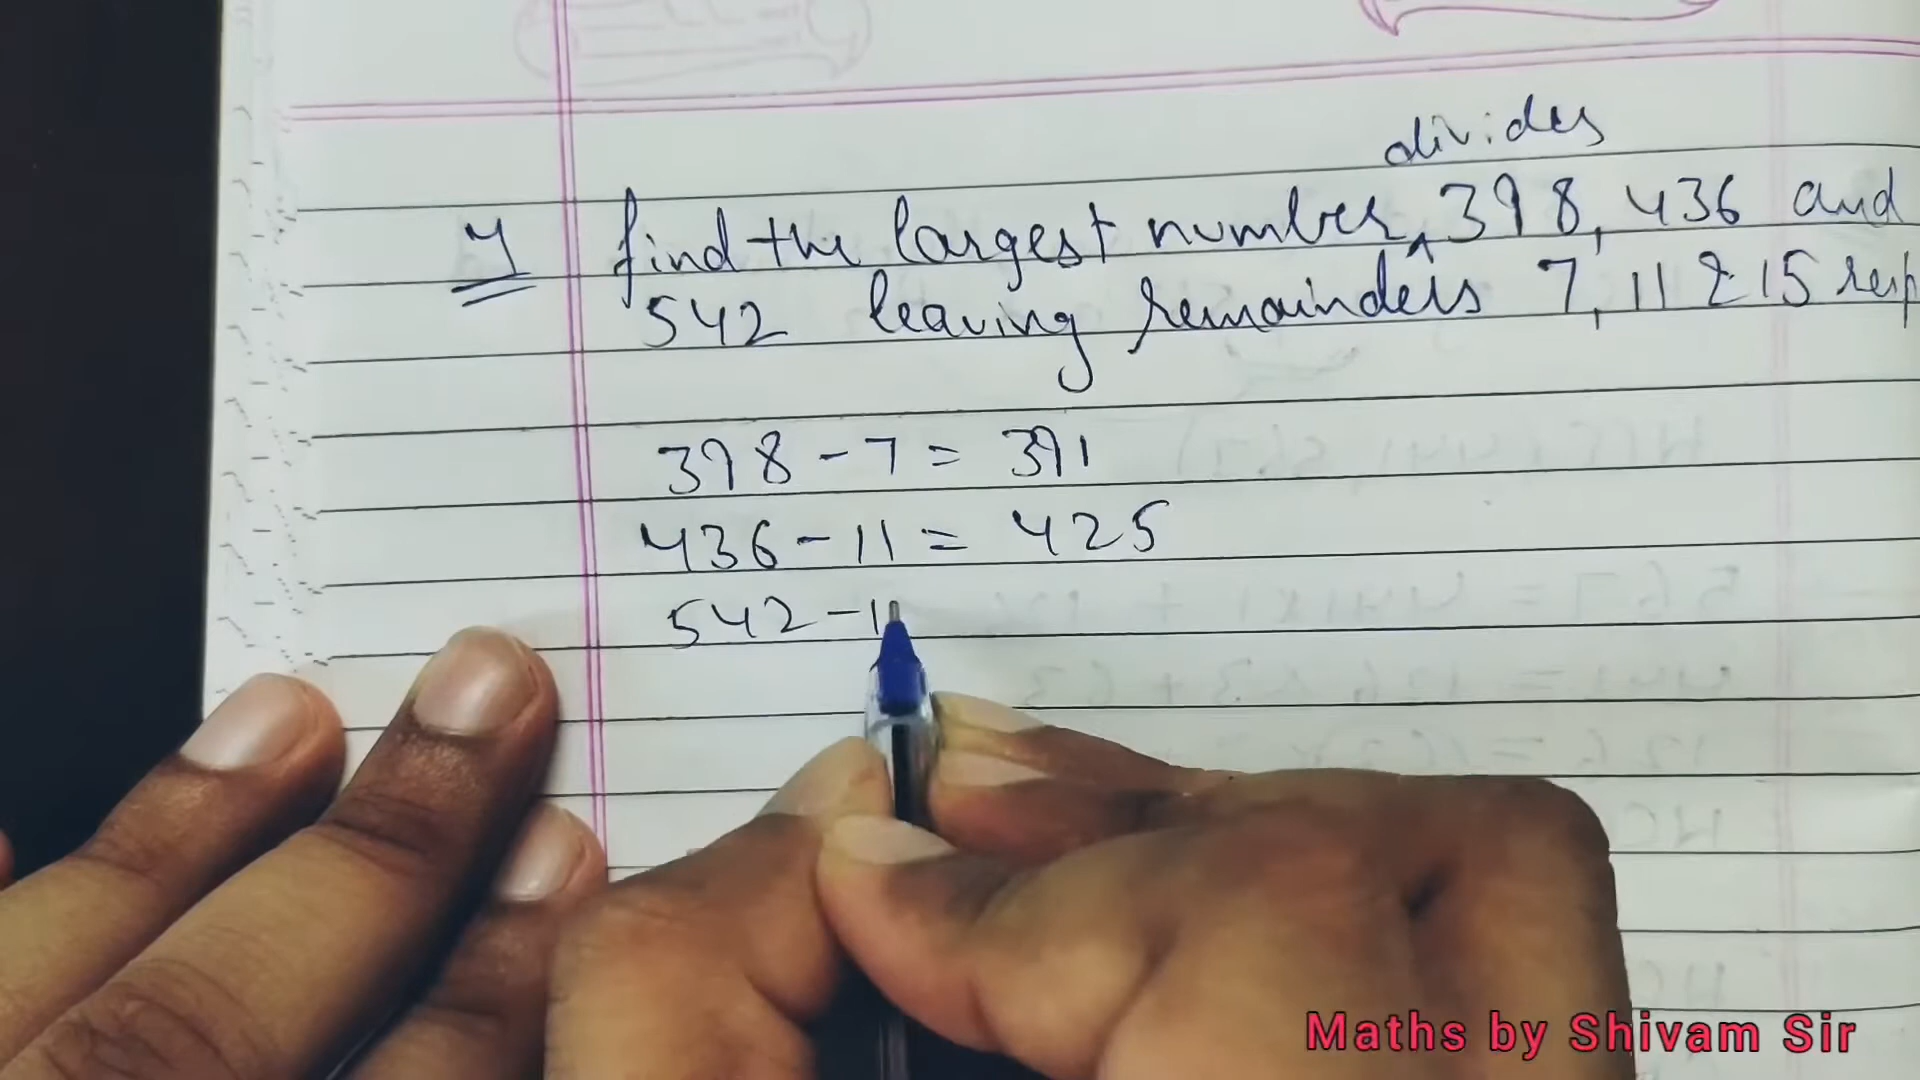 divides
4 find the largest number ^ 398, 436 and
542 leaving remainders 7, 11 & 15 resp
398 - 7 = 391
436 - 11 = 425
542 - 1
Maths by Shivam Sir